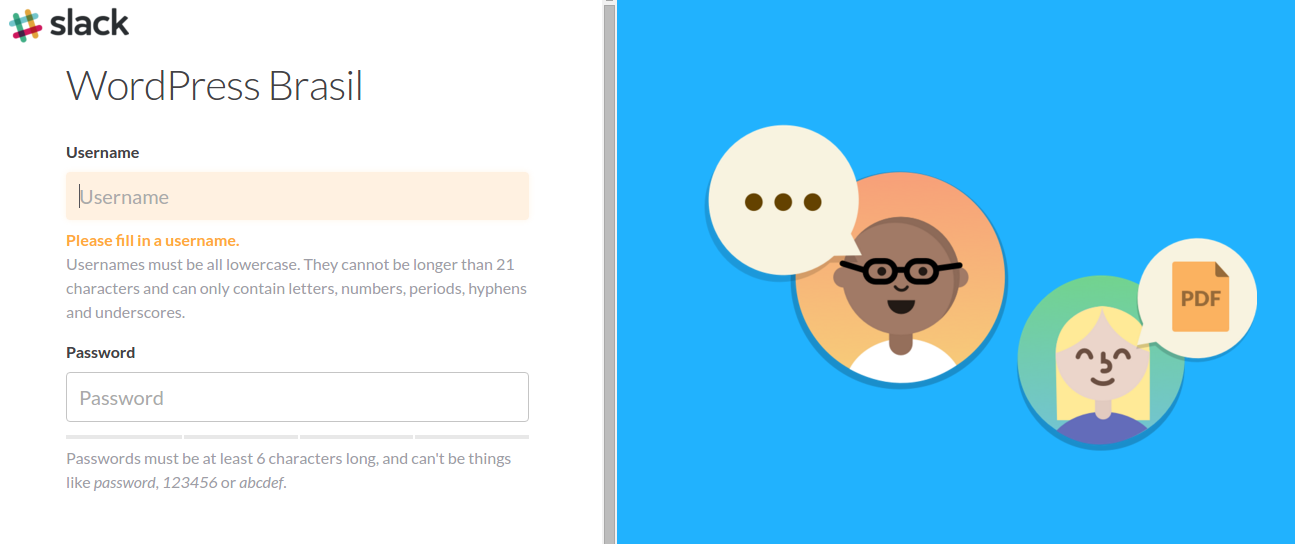 slack
WordPress Brasil
Username
Username
Please fill in a username.
Usernames must be all lowercase. They cannot be longer than 21
characters and can only contain letters, numbers, periods, hyphens
and underscores.
Password
Password
Passwords must be at least 6 characters long, and can't be things
like password, 123456 or abcdef.
PDF